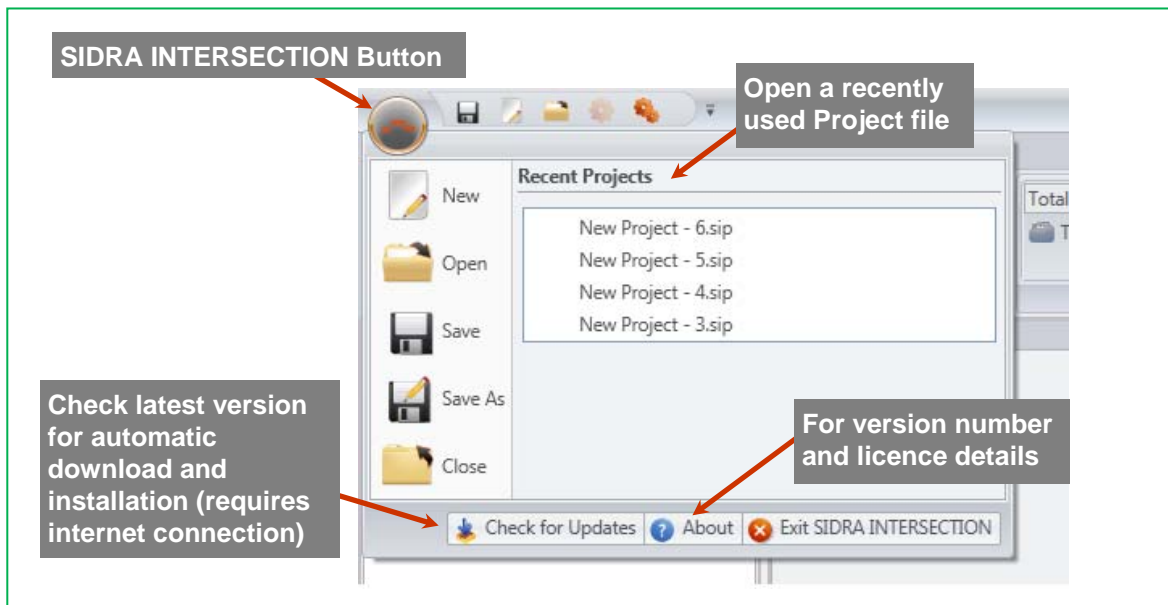 SIDRA INTERSECTION Button
Open a recently
used Project file
Recent Projects
New
New Project - 6.sip
Total
T
Open
New Project - 5.sip
New Project - 4.sip
Save
New Project - 3.sip
Save As
Check latest version
for automatic
download and
installation (requires
internet connection)
For version number
and licence details
Close
Check for Updates
? About
Exit SIDRA INTERSECTION